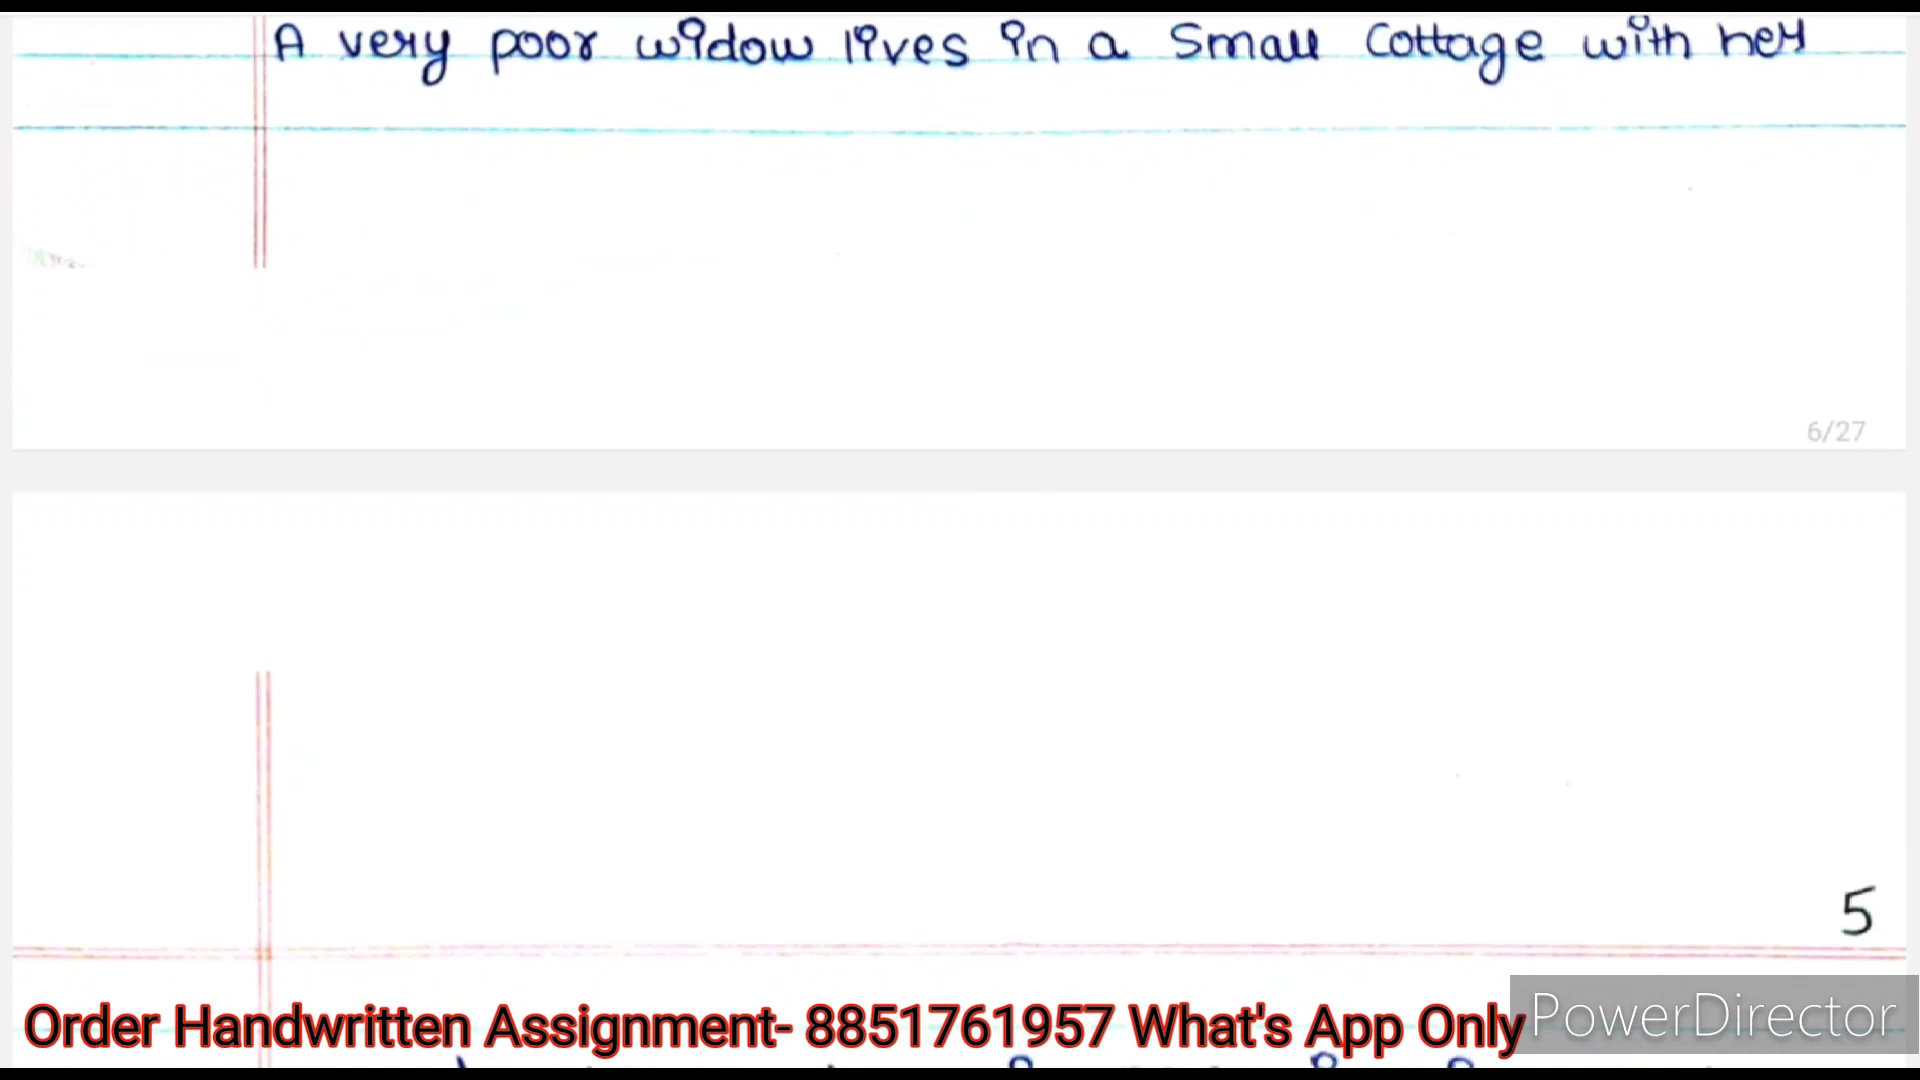 A very poor widow lives in a Small Cottage with her
6/27
5
Order Handwritten Assignment- 8851761957 What's App Only
PowerDirector